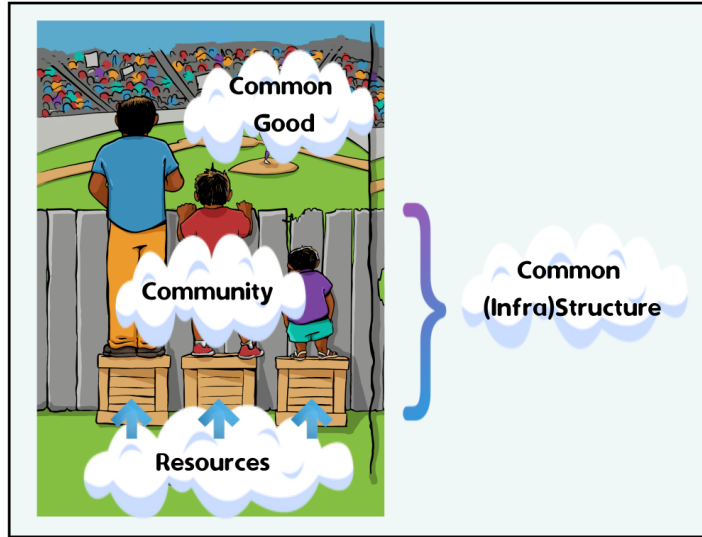 Common
Good
Community
Common
(Infra)Structure
Resources